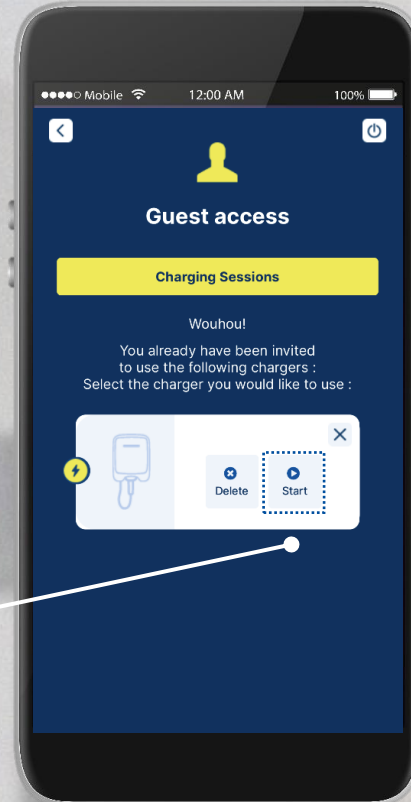 Mobile 12:00 AM 100%
Guest access
Charging Sessions
Wouhou!
You already have been invited
to use the following chargers :
Select the charger you would like to use :
Delete Start